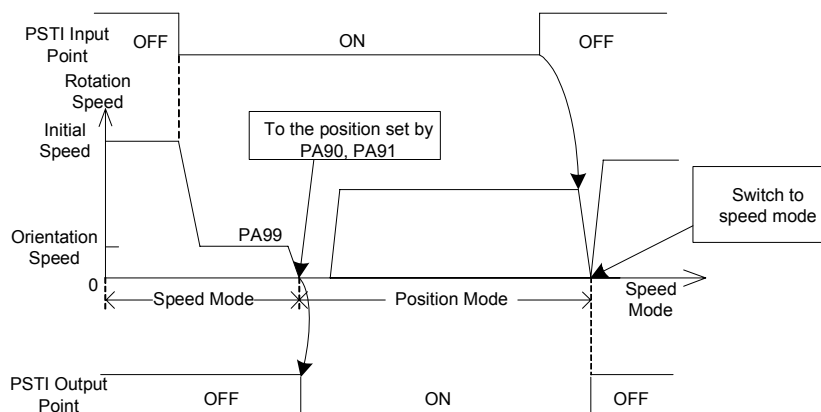 PSTI Input
Point
OFF
ON
OFF
Rotation
Speed
Initial
Speed
To the position set by
PA90, PA91
Switch to
speed mode
PA99
Orientation
Speed
0
Speed Mode
Position Mode
Speed
Mode
PSTI Output
Point
OFF
ON
OFF